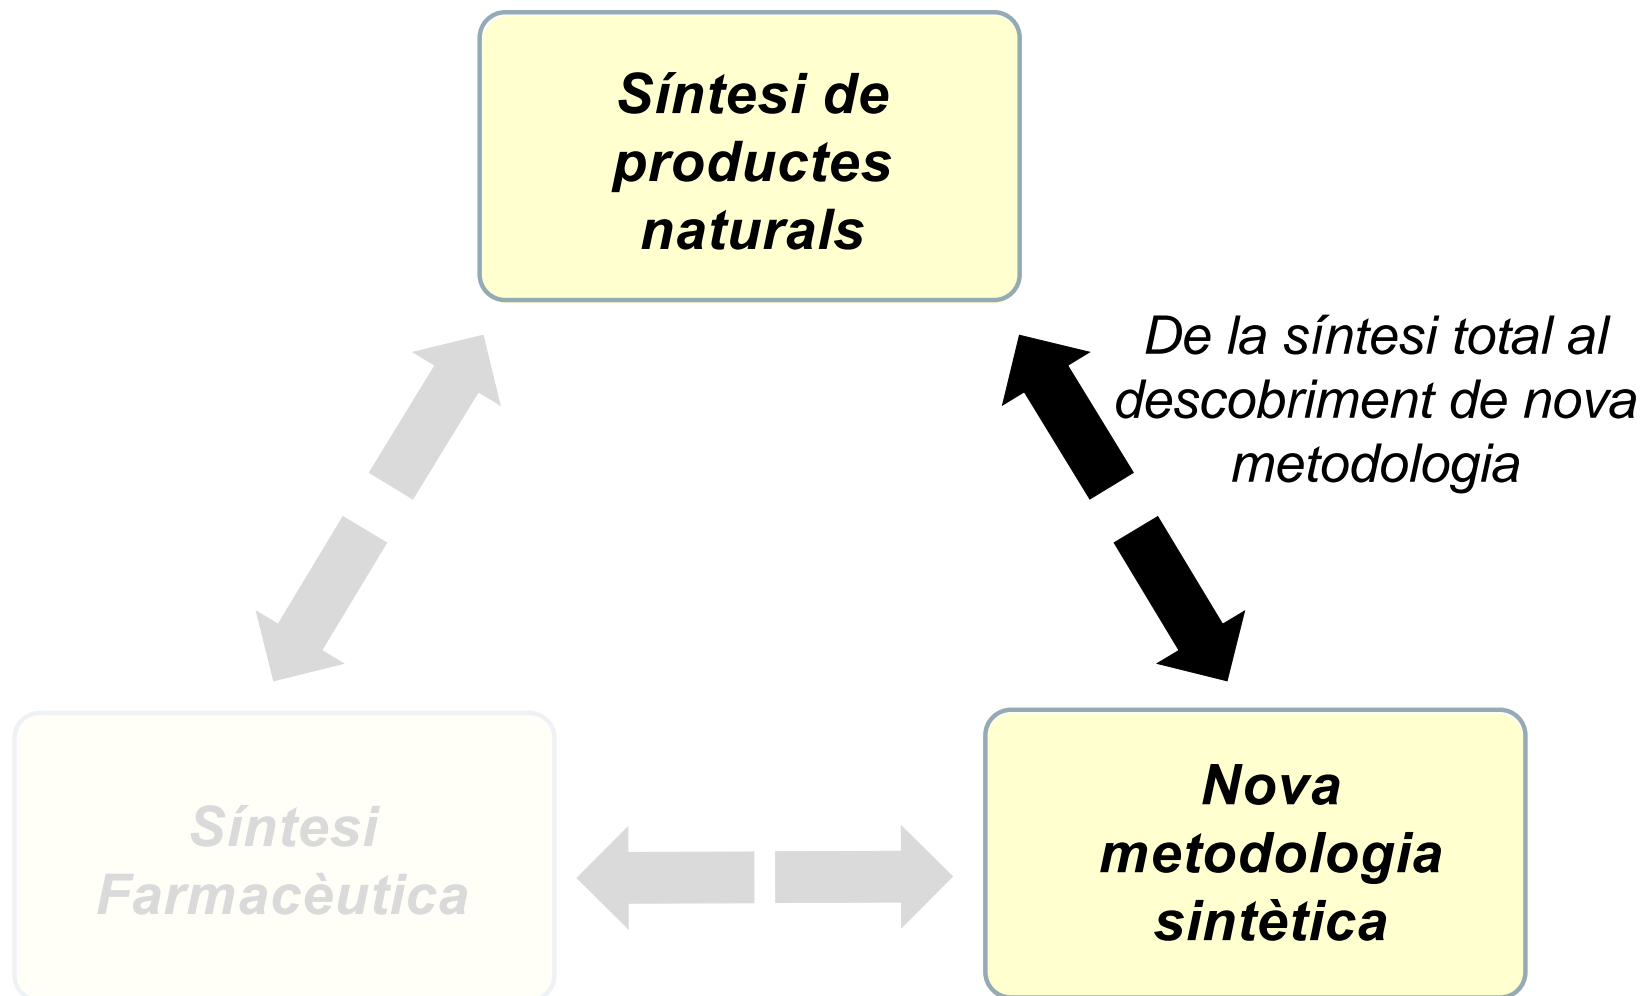 Síntesi de
productes
naturals
De la síntesi total al
descobriment de nova
metodologia
Síntesi
Farmacèutica
Nova
metodologia
sintètica